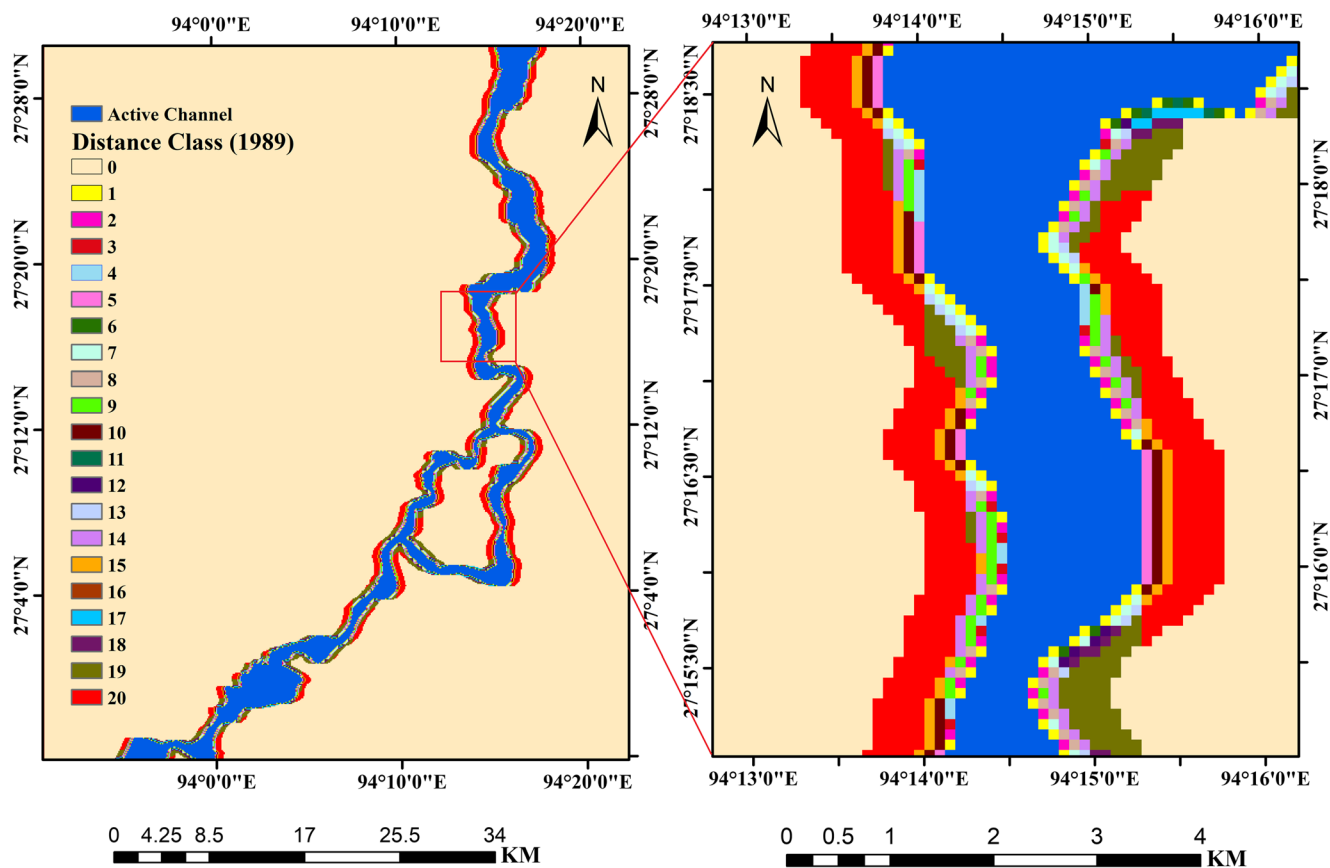 94°0'0"E 94°10'0"E 94°20'0"E
94°13'0"E 94°14'0"E 94°15'0"E 94°16'0"E
N
N
27°28'0"N
27°20'0"N
27°12'0"N
27°4'0"N
Active Channel
Distance Class (1989)
0
1
2
3
4
5
6
7
8
9
10
11
12
13
14
15
16
17
18
19
20
27°28'0"N
27°20'0"N
27°12'0"N
27°4'0"N
27°18'30"N
27°17'30"N
27°16'30"N
27°15'30"N
27°18'0"N
27°17'0"N
27°16'0"N
94°0'0"E 94°10'0"E 94°20'0"E
94°13'0"E 94°14'0"E 94°15'0"E 94°16'0"E
0 4.25 8.5 17 25.5 34
KM
0 0.5 1 2 3 4
KM